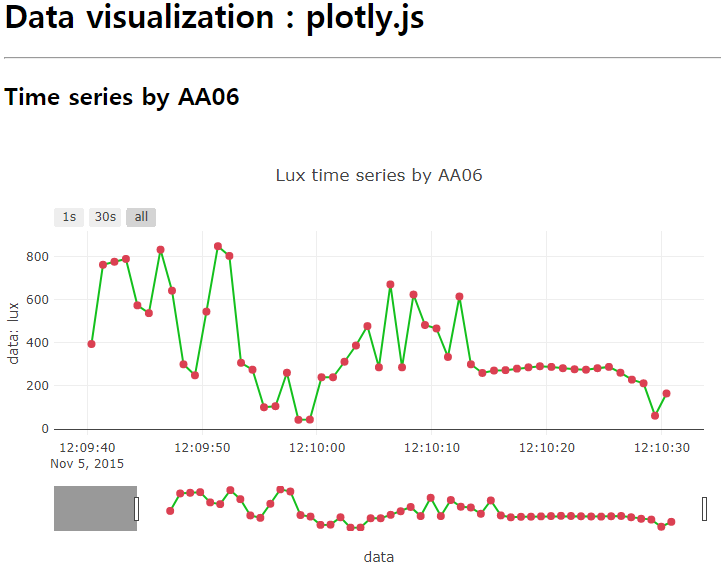 Data visualization : plotly.js
Time series by AA06
Lux time series by AA06
1s 30s all
800
600
400
200
0
data: lux
12:09:40 12:09:50 12:10:00 12:10:10 12:10:20 12:10:30
Nov 5, 2015
data